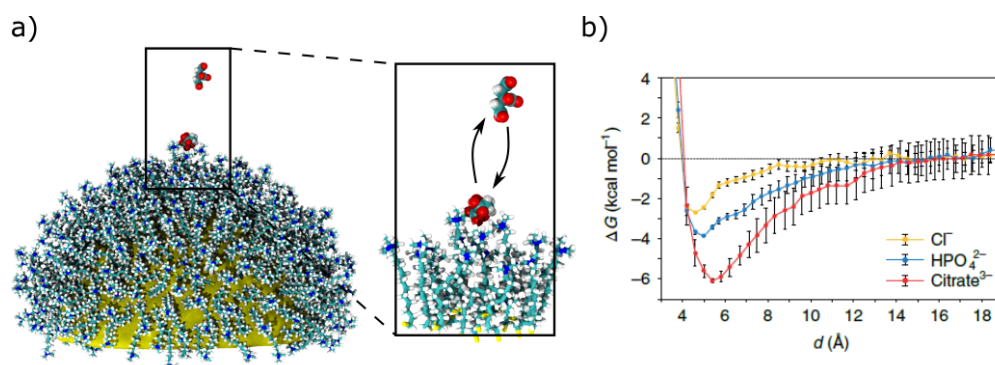 a)
b)
ΔG (kcal mol⁻¹)
4
2
0
−2
−4
−6
Cl⁻
HPO₄²⁻
Citrate³⁻
4 6 8 10 12 14 16 18
d (Å)